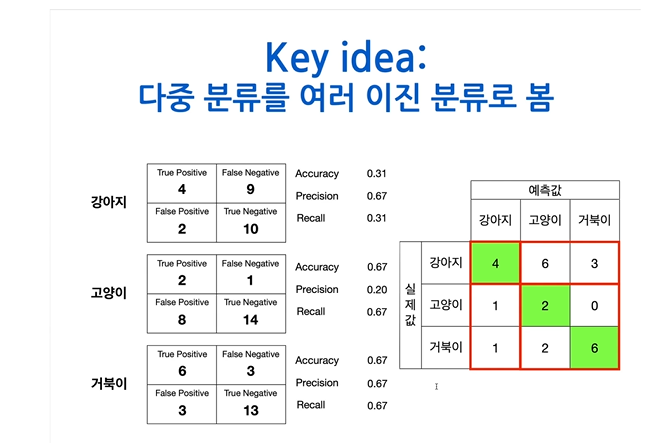 Key idea:
다중 분류를 여러 이진 분류로 봄
강아지
True Positive False Negative
4 9
False Positive True Negative
2 10
Accuracy 0.31
Precision 0.67
Recall 0.31
고양이
True Positive False Negative
2 1
False Positive True Negative
8 14
Accuracy 0.67
Precision 0.20
Recall 0.67
거북이
True Positive False Negative
6 3
False Positive True Negative
3 13
Accuracy 0.67
Precision 0.67
Recall 0.67
예측값
강아지 고양이 거북이
실제값
강아지 4 6 3
고양이 1 2 0
거북이 1 2 6